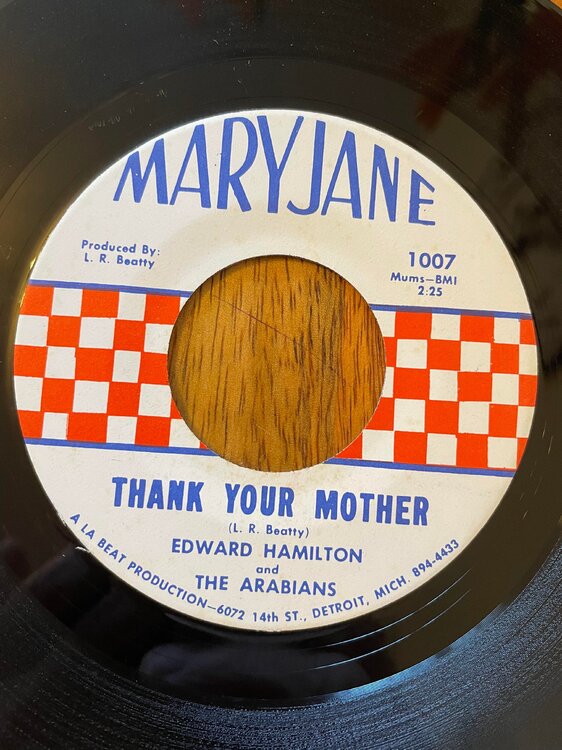 MARYJANE
Produced By:
L. R. Beatty
1007
Mums—BMI
2:25
THANK YOUR MOTHER
(L. R. Beatty)
EDWARD HAMILTON
and
THE ARABIANS
A LA BEAT PRODUCTION—6072 14th ST., DETROIT, MICH. 894-4433